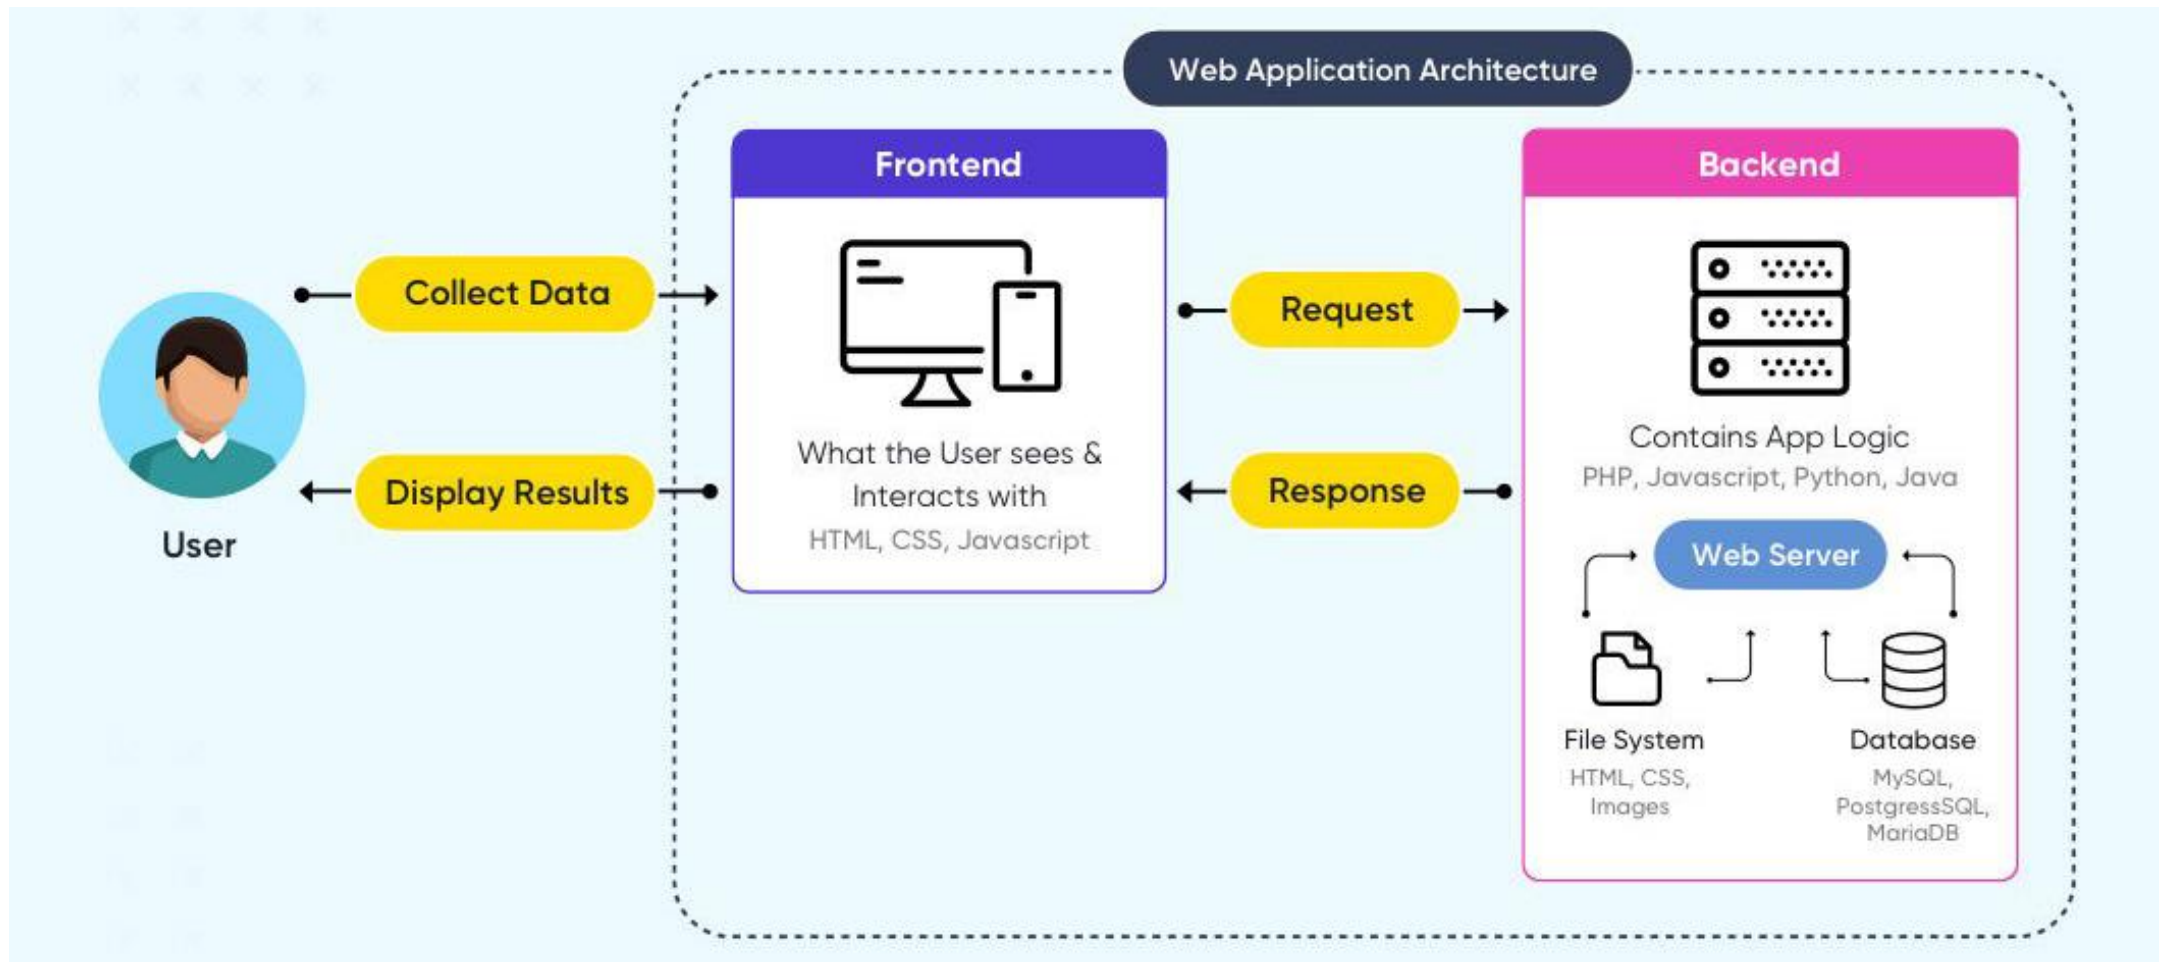 Web Application Architecture
Frontend
Backend
Collect Data
Request
Display Results
Response
User
What the User sees &
Interacts with
HTML, CSS, Javascript
Contains App Logic
PHP, Javascript, Python, Java
Web Server
File System
HTML, CSS,
Images
Database
MySQL,
PostgressSQL,
MariaDB